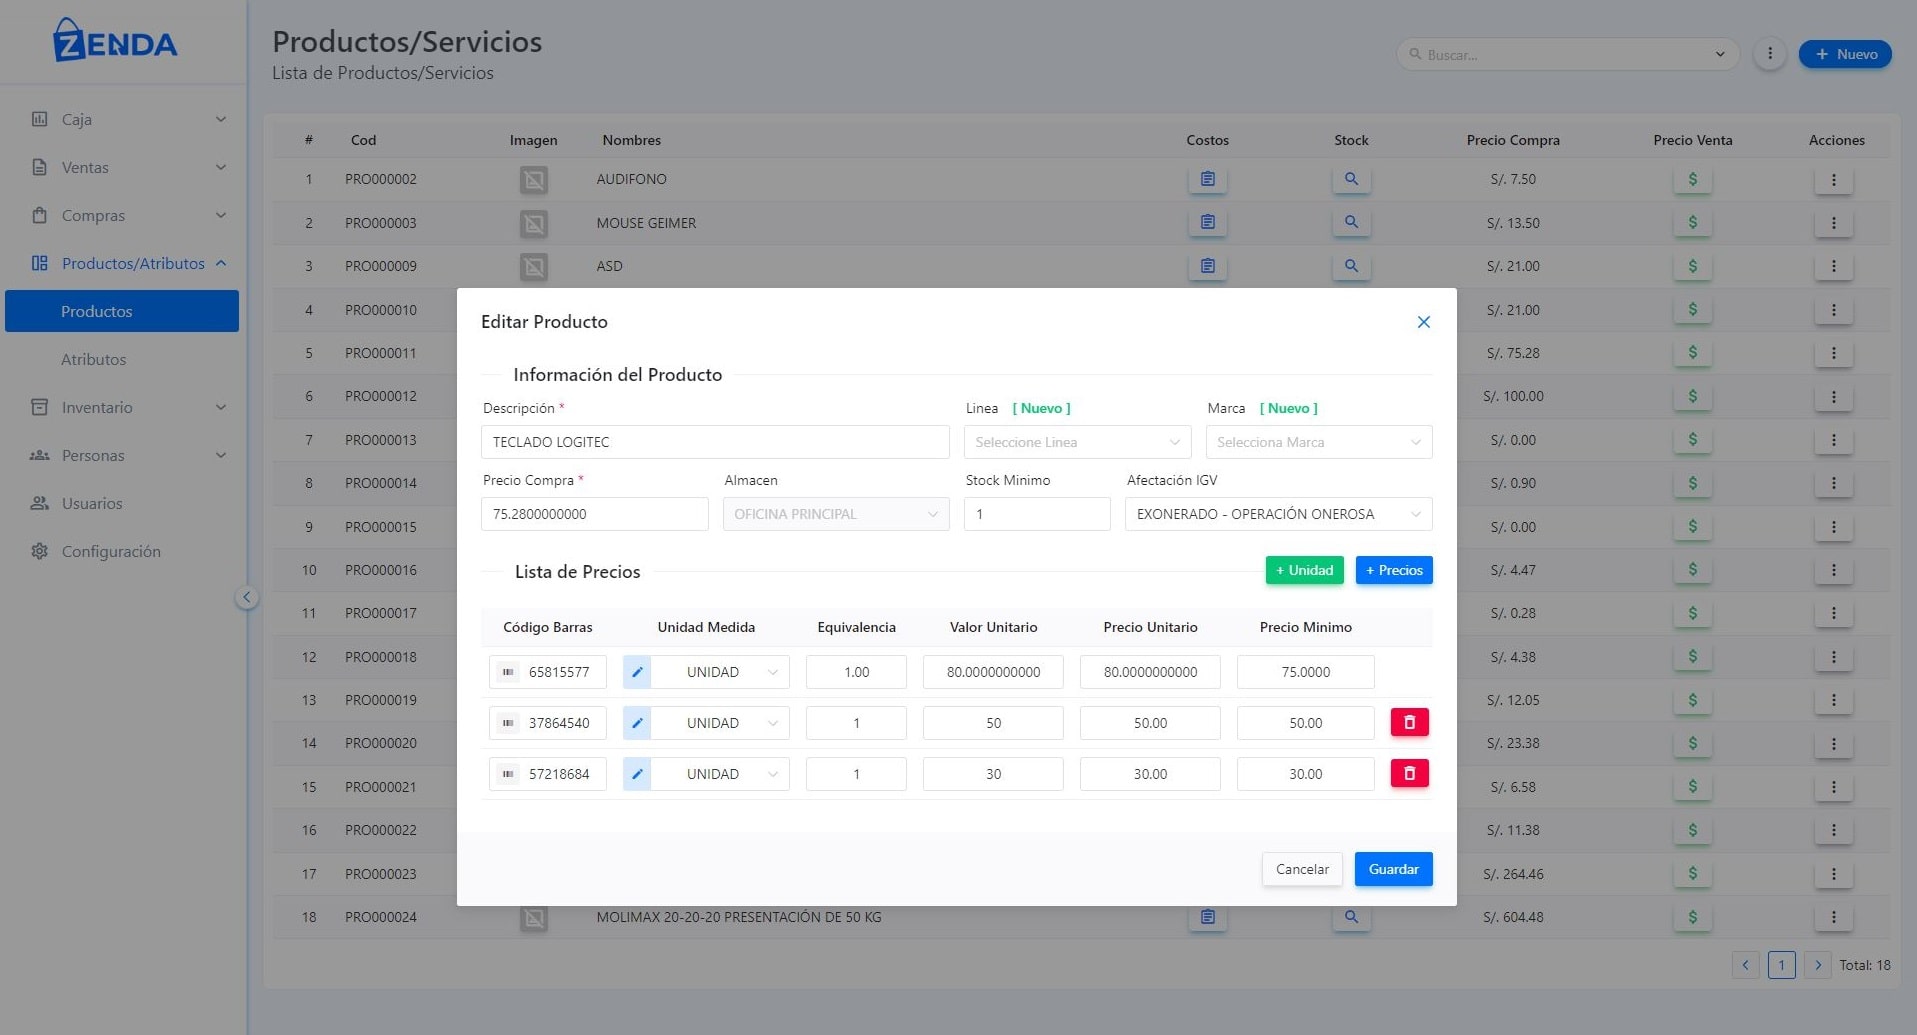 ZENDA
Productos/Servicios
Lista de Productos/Servicios
Buscar...
+ Nuevo
Caja
Ventas
Compras
Productos/Atributos
Productos
Atributos
Inventario
Personas
Usuarios
Configuración
# Cod Imagen Nombres Costos Stock Precio Compra Precio Venta Acciones
1 PRO000002 AUDIFONO S/. 7.50 $
2 PRO000003 MOUSE GEIMER S/. 13.50 $
3 PRO000009 ASD S/. 21.00 $
4 PRO000010 S/. 21.00 $
5 PRO000011 S/. 75.28 $
6 PRO000012 S/. 100.00 $
7 PRO000013 S/. 0.00 $
8 PRO000014 S/. 0.90 $
9 PRO000015 S/. 0.00 $
10 PRO000016 S/. 4.47 $
11 PRO000017 S/. 0.28 $
12 PRO000018 S/. 4.38 $
13 PRO000019 S/. 12.05 $
14 PRO000020 S/. 23.38 $
15 PRO000021 S/. 6.58 $
16 PRO000022 S/. 11.38 $
17 PRO000023 S/. 264.46 $
18 PRO000024 MOLIMAX 20-20-20 PRESENTACIÓN DE 50 KG S/. 604.48 $
1 Total: 18
Editar Producto
Información del Producto
Descripción * Linea [ Nuevo ] Marca [ Nuevo ]
TECLADO LOGITEC Seleccione Linea Selecciona Marca
Precio Compra * Almacen Stock Minimo Afectación IGV
75.2800000000 OFICINA PRINCIPAL 1 EXONERADO - OPERACIÓN ONEROSA
Lista de Precios + Unidad + Precios
Código Barras Unidad Medida Equivalencia Valor Unitario Precio Unitario Precio Minimo
65815577 UNIDAD 1.00 80.0000000000 80.0000000000 75.0000
37864540 UNIDAD 1 50 50.00 50.00
57218684 UNIDAD 1 30 30.00 30.00
Cancelar Guardar